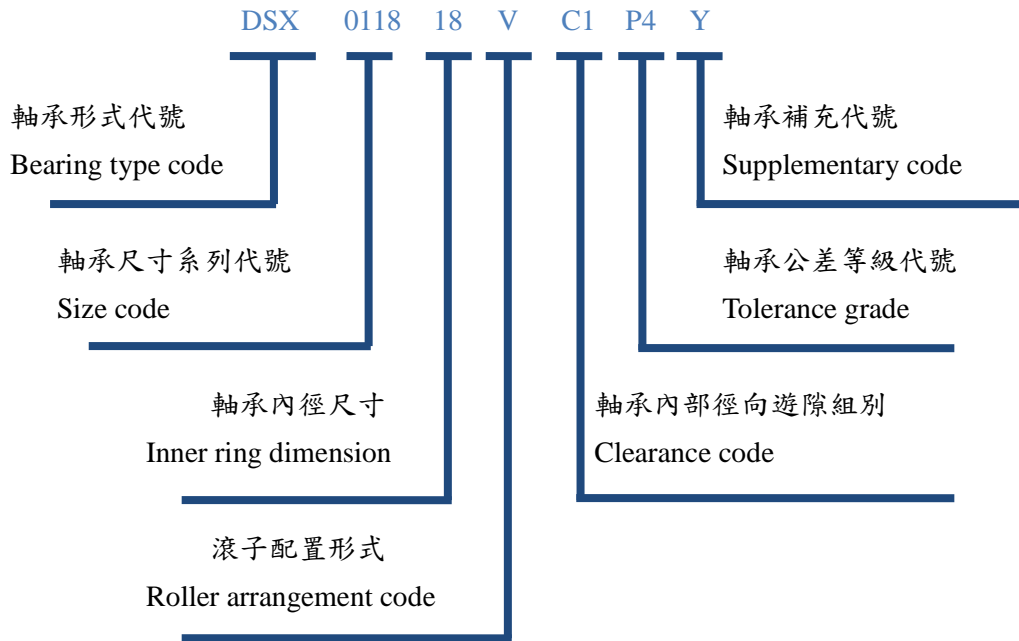 DSX 0118 18 V C1 P4 Y
軸承形式代號
Bearing type code
軸承補充代號
Supplementary code
軸承尺寸系列代號
Size code
軸承公差等級代號
Tolerance grade
軸承內徑尺寸
Inner ring dimension
軸承內部徑向遊隙組別
Clearance code
滾子配置形式
Roller arrangement code